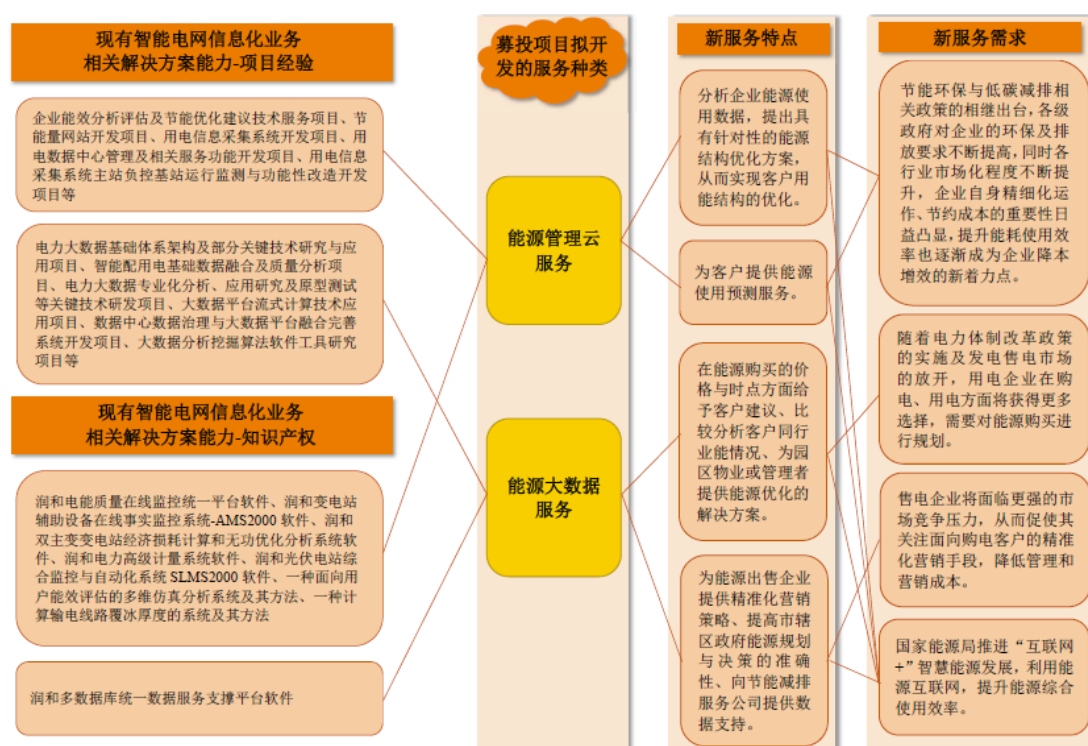 现有智能电网信息化业务
相关解决方案能力-项目经验
企业能效分析评估及节能优化建议技术服务项目、节
能量网站开发项目、用电信息采集系统开发项目、用
电数据中心管理及相关服务功能开发项目、用电信息
采集系统主站负控基站运行监测与功能性改造开发
项目等
电力大数据基础体系架构及部分关键技术研究与应
用项目、智能配用电基础数据融合及质量分析项
目、电力大数据专业化分析、应用研究及原型测试
等关键技术研发项目、大数据平台流式计算技术应
用项目、数据中心数据治理与大数据平台融合完善
系统开发项目、大数据分析挖掘算法软件工具研究
项目等
现有智能电网信息化业务
相关解决方案能力-知识产权
润和电能质量在线监控统一平台软件、润和变电站
辅助设备在线事实监控系统-AMS2000 软件、润和
双主变变电站经济损耗计算和无功优化分析系统软
件、润和电力高级计量系统软件、润和光伏电站综
合监控与自动化系统 SLMS2000 软件、一种面向用
户能效评估的多维仿真分析系统及其方法、一种计
算输电线路覆冰厚度的系统及其方法
润和多数据库统一数据服务支撑平台软件
募投项目拟开
发的服务种类
能源管理云
服务
能源大数据
服务
新服务特点
分析企业能源使
用数据，提出具
有针对性的能源
结构优化方案，
从而实现客户用
能结构的优化。
为客户提供能源
使用预测服务。
在能源购买的价
格与时点方面给
予客户建议、比
较分析客户同行
业能情况、为园
区物业或管理者
提供能源优化的
解决方案。
为能源出售企业
提供精准化营销
策略、提高市辖
区政府能源规划
与决策的准确
性、向节能减排
服务公司提供数
据支持。
新服务需求
节能环保与低碳减排相
关政策的相继出台，各级
政府对企业的环保及排
放要求不断提高，同时各
行业市场化程度不断提
升，企业自身精细化运
作、节约成本的重要性日
益凸显，提升能耗使用效
率也逐渐成为企业降本
增效的新着力点。
随着电力体制改革政策
的实施及发电售电市场
的放开，用电企业在购
电、用电方面将获得更多
选择，需要对能源购买进
行规划。
售电企业将面临更强的市
场竞争压力，从而促使其
关注面向购电客户的精准
化营销手段，降低管理和
营销成本。
国家能源局推进“互联网
+”智慧能源发展，利用能
源互联网，提升能源综合
使用效率。